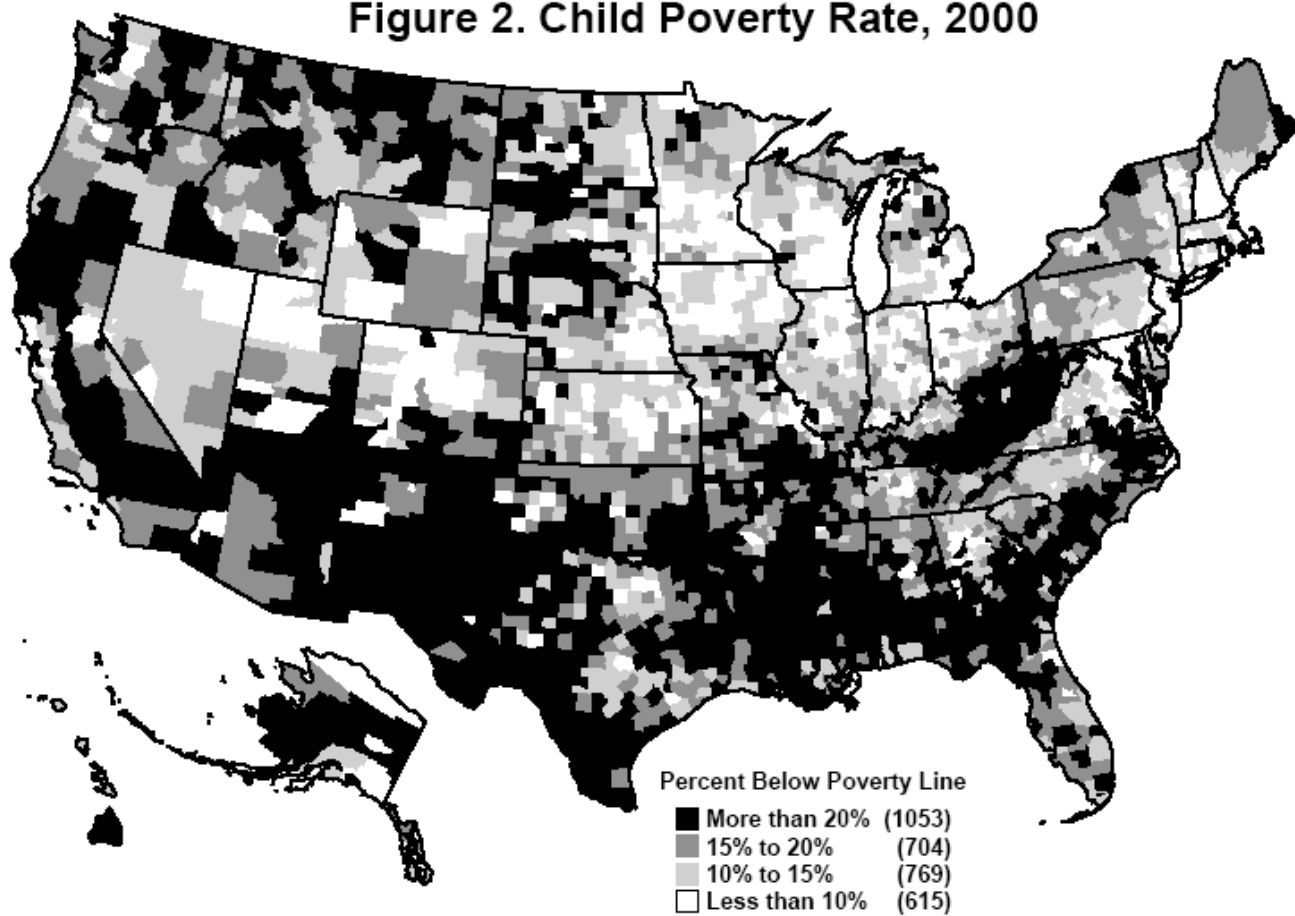 Figure 2. Child Poverty Rate, 2000
Percent Below Poverty Line
More than 20% (1053)
15% to 20% (704)
10% to 15% (769)
Less than 10% (615)